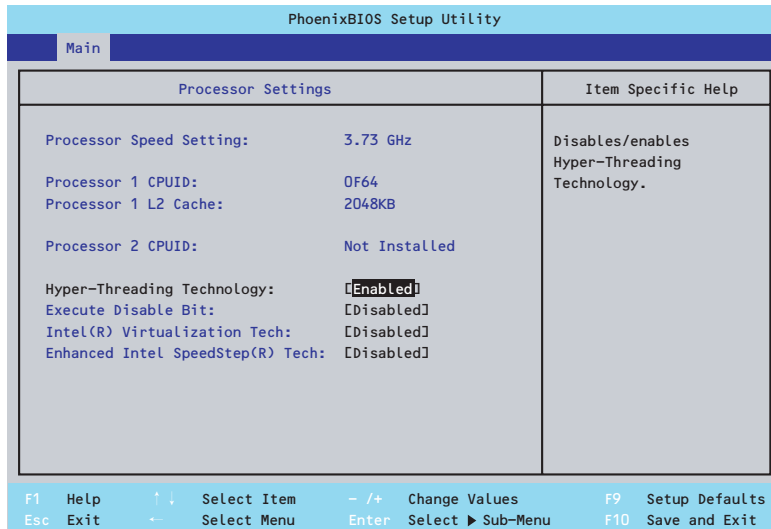 PhoenixBIOS Setup Utility
Main
Processor Settings
Item Specific Help
Processor Speed Setting: 3.73 GHz
Processor 1 CPUID: 0F64
Processor 1 L2 Cache: 2048KB
Processor 2 CPUID: Not Installed
Hyper-Threading Technology: [Enabled]
Execute Disable Bit: [Disabled]
Intel(R) Virtualization Tech: [Disabled]
Enhanced Intel SpeedStep(R) Tech: [Disabled]
Disables/enables
Hyper-Threading
Technology.
F1 Help ↑↓ Select Item - /+ Change Values F9 Setup Defaults
Esc Exit ← Select Menu Enter Select ▶ Sub-Menu F10 Save and Exit